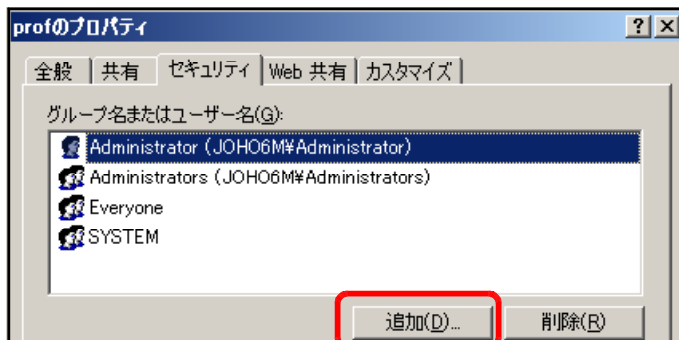 profのプロパティ
全般 共有 セキュリティ Web 共有 カスタマイズ
グループ名またはユーザー名(G):
Administrator (JOHO6M¥Administrator)
Administrators (JOHO6M¥Administrators)
Everyone
SYSTEM
追加(D)... 削除(R)